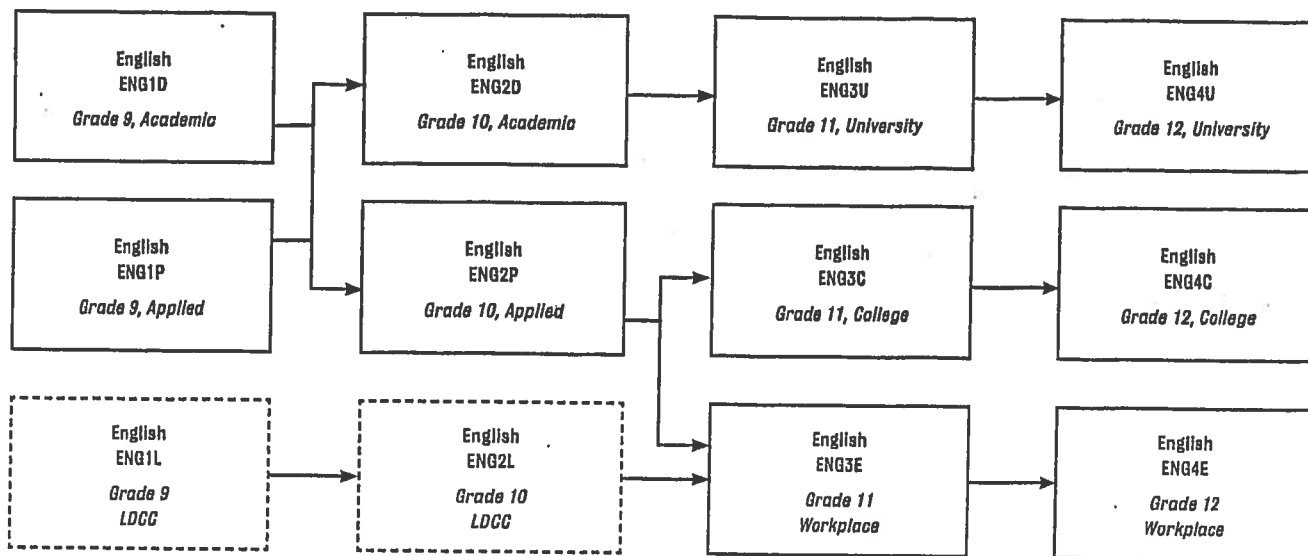 English
ENG1D
Grade 9, Academic
English
ENG2D
Grade 10, Academic
English
ENG3U
Grade 11, University
English
ENG4U
Grade 12, University
English
ENG1P
Grade 9, Applied
English
ENG2P
Grade 10, Applied
English
ENG3C
Grade 11, College
English
ENG4C
Grade 12, College
English
ENG1L
Grade 9
LDCC
English
ENG2L
Grade 10
LDCC
English
ENG3E
Grade 11
Workplace
English
ENG4E
Grade 12
Workplace